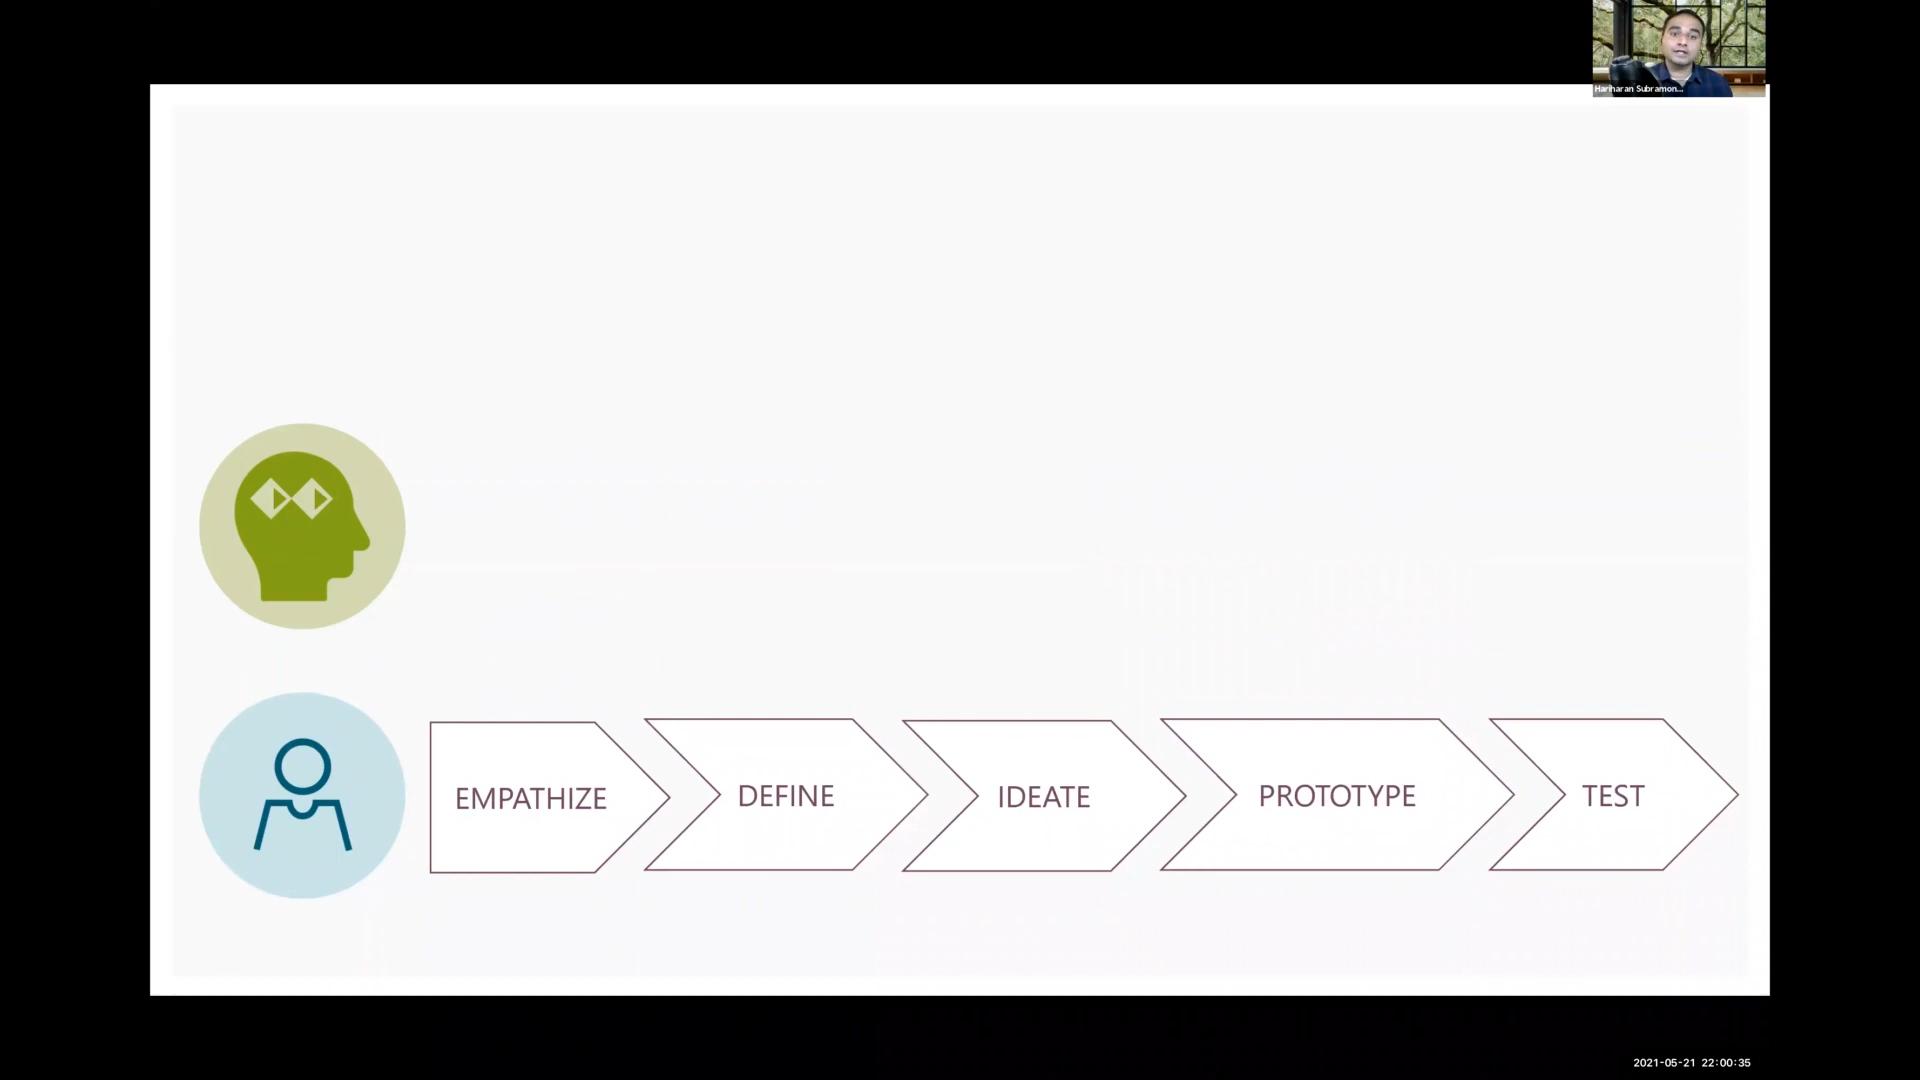 Hariharan Subramon...
EMPATHIZE
DEFINE
IDEATE
PROTOTYPE
TEST
2021-05-21 22:00:35